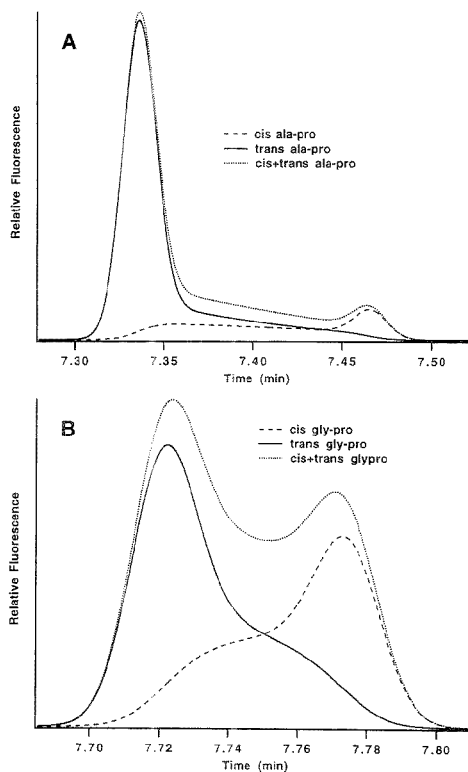 A
Relative Fluorescence
cis ala-pro
trans ala-pro
cis+trans ala-pro
7.30 7.35 7.40 7.45 7.50
Time (min)
B
Relative Fluorescence
cis gly-pro
trans gly-pro
cis+trans glypro
7.70 7.72 7.74 7.76 7.78 7.80
Time (min)